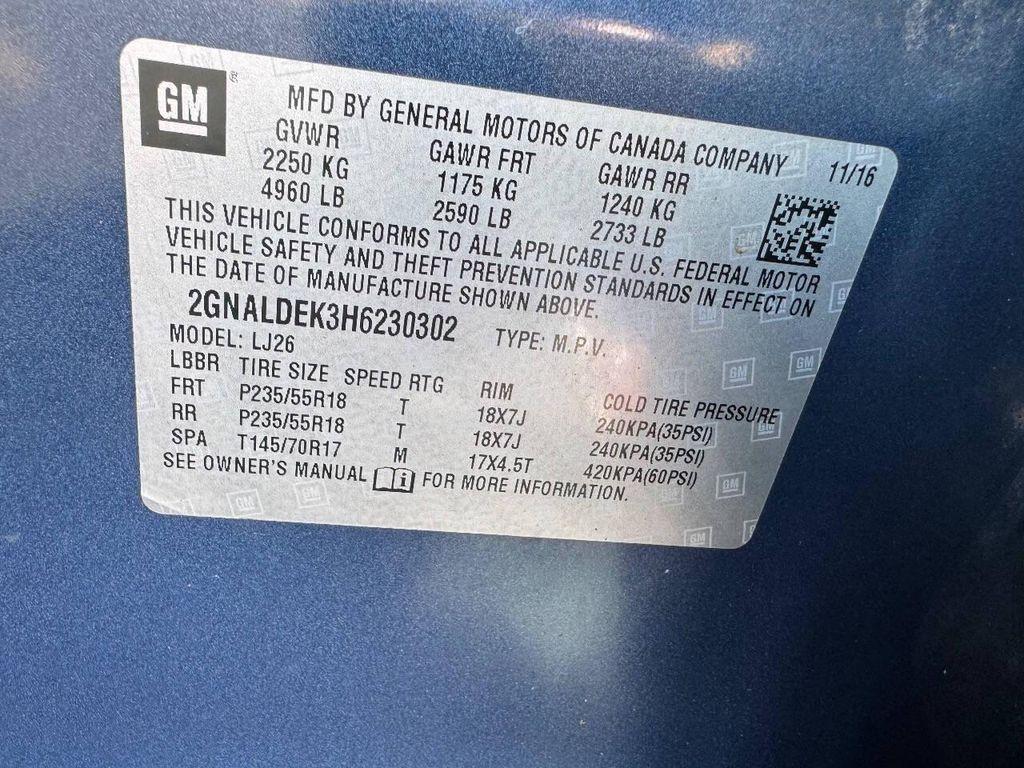 GM ®
MFD BY GENERAL MOTORS OF CANADA COMPANY 11/16
GVWR GAWR FRT GAWR RR
2250 KG 1175 KG 1240 KG
4960 LB 2590 LB 2733 LB
THIS VEHICLE CONFORMS TO ALL APPLICABLE U.S. FEDERAL MOTOR
VEHICLE SAFETY AND THEFT PREVENTION STANDARDS IN EFFECT ON
THE DATE OF MANUFACTURE SHOWN ABOVE.
2GNALDEK3H6230302 TYPE: M.P.V.
MODEL: LJ26
LBBR TIRE SIZE SPEED RTG RIM COLD TIRE PRESSURE
FRT P235/55R18 T 18X7J 240KPA(35PSI)
RR P235/55R18 T 18X7J 240KPA(35PSI)
SPA T145/70R17 M 17X4.5T 420KPA(60PSI)
SEE OWNER'S MANUAL FOR MORE INFORMATION.